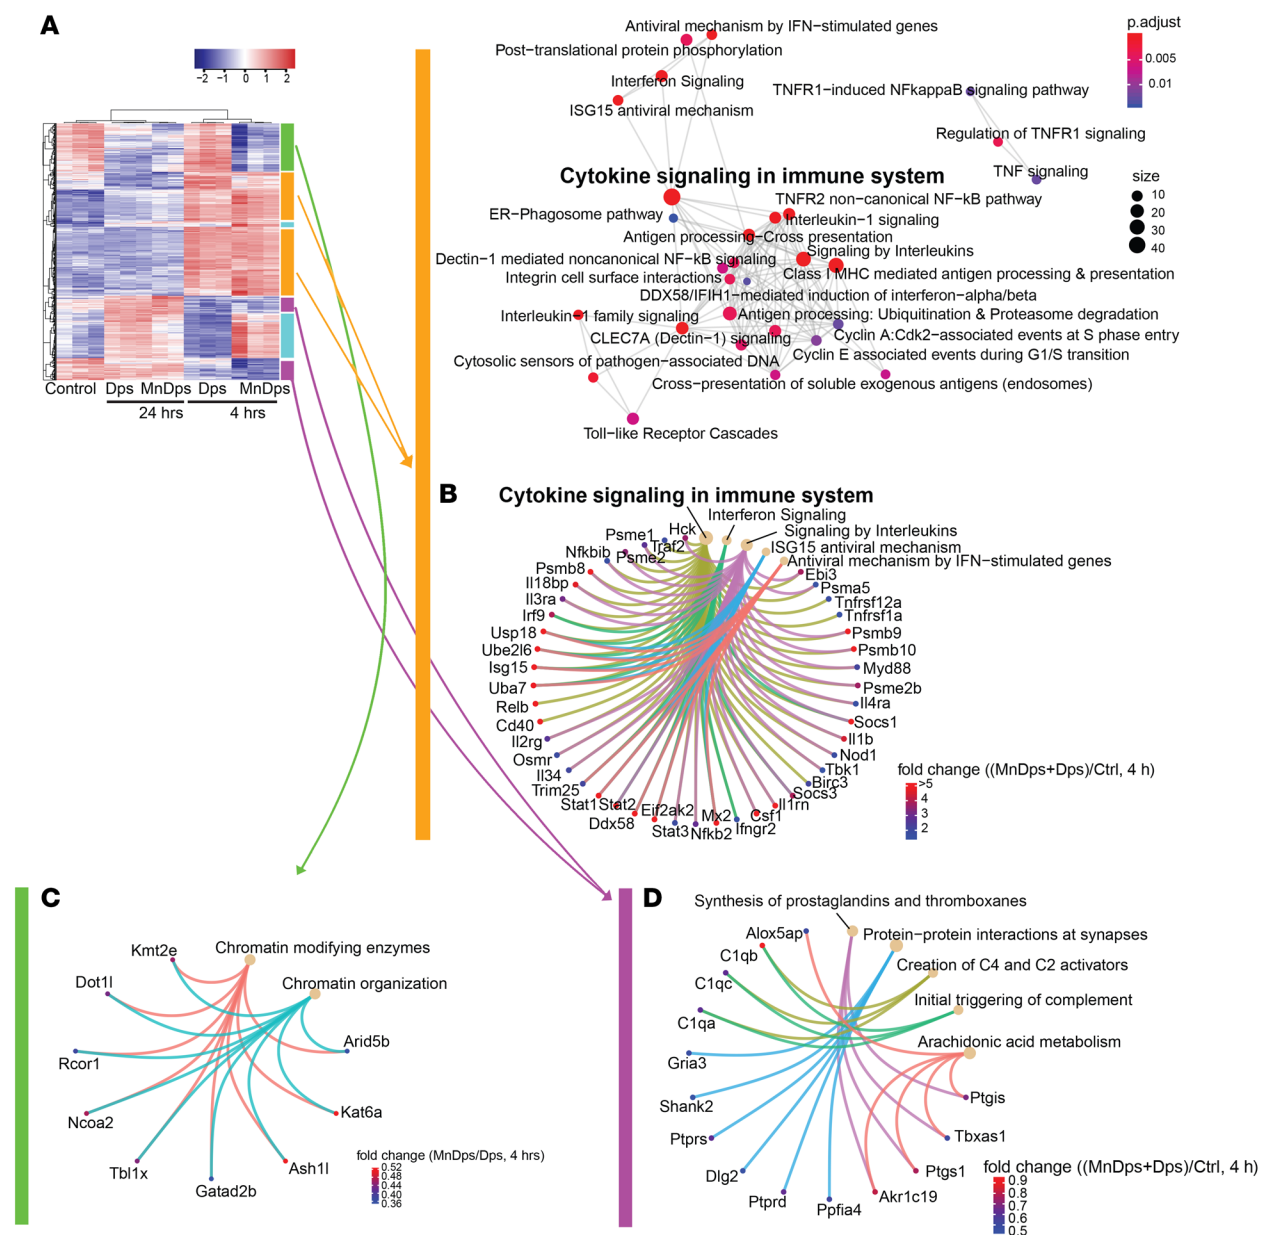 A
−2 −1 0 1 2
Control
Dps
MnDps
Dps
MnDps
24 hrs
4 hrs
Antiviral mechanism by IFN−stimulated genes
Post−translational protein phosphorylation
Interferon Signaling
ISG15 antiviral mechanism
TNFR1−induced NFkappaB signaling pathway
Regulation of TNFR1 signaling
TNF signaling
Cytokine signaling in immune system
TNFR2 non−canonical NF−kB pathway
ER−Phagosome pathway
Interleukin−1 signaling
Antigen processing−Cross presentation
Signaling by Interleukins
Dectin−1 mediated noncanonical NF−kB signaling
Class I MHC mediated antigen processing & presentation
Integrin cell surface interactions
DDX58/IFIH1−mediated induction of interferon−alpha/beta
Interleukin−1 family signaling
Antigen processing: Ubiquitination & Proteasome degradation
CLEC7A (Dectin−1) signaling
Cyclin A:Cdk2−associated events at S phase entry
Cyclin E associated events during G1/S transition
Cytosolic sensors of pathogen−associated DNA
Cross−presentation of soluble exogenous antigens (endosomes)
Toll−like Receptor Cascades
p.adjust
0.005
0.01
size
10
20
30
40
B
Cytokine signaling in immune system
Interferon Signaling
Signaling by Interleukins
ISG15 antiviral mechanism
Antiviral mechanism by IFN−stimulated genes
Hck
Psme1
Traf2
Psme2
Nfkbib
Psmb8
Il18bp
Il3ra
Irf9
Usp18
Ube2l6
Isg15
Uba7
Relb
Cd40
Il2rg
Osmr
Il34
Trim25
Stat1
Stat2
Ddx58
Eif2ak2
Stat3
Nfkb2
Mx2
Ifngr2
Csf1
Il1rn
Socs3
Birc3
Tbk1
Nod1
Il1b
Socs1
Il4ra
Psme2b
Myd88
Psmb10
Psmb9
Tnfrsf1a
Tnfrsf12a
Psma5
Ebi3
fold change ((MnDps+Dps)/Ctrl, 4 h)
>5
4
3
2
C
Chromatin modifying enzymes
Chromatin organization
Kmt2e
Dot1l
Rcor1
Ncoa2
Tbl1x
Gatad2b
Ash1l
Kat6a
Arid5b
fold change (MnDps/Dps, 4 hrs)
0.52
0.48
0.44
0.40
0.36
D
Synthesis of prostaglandins and thromboxanes
Protein−protein interactions at synapses
Creation of C4 and C2 activators
Initial triggering of complement
Arachidonic acid metabolism
Alox5ap
C1qb
C1qc
C1qa
Gria3
Shank2
Ptprs
Dlg2
Ptprd
Ppfia4
Akr1c19
Ptgs1
Tbxas1
Ptgis
fold change ((MnDps+Dps)/Ctrl, 4 h)
0.9
0.8
0.7
0.6
0.5